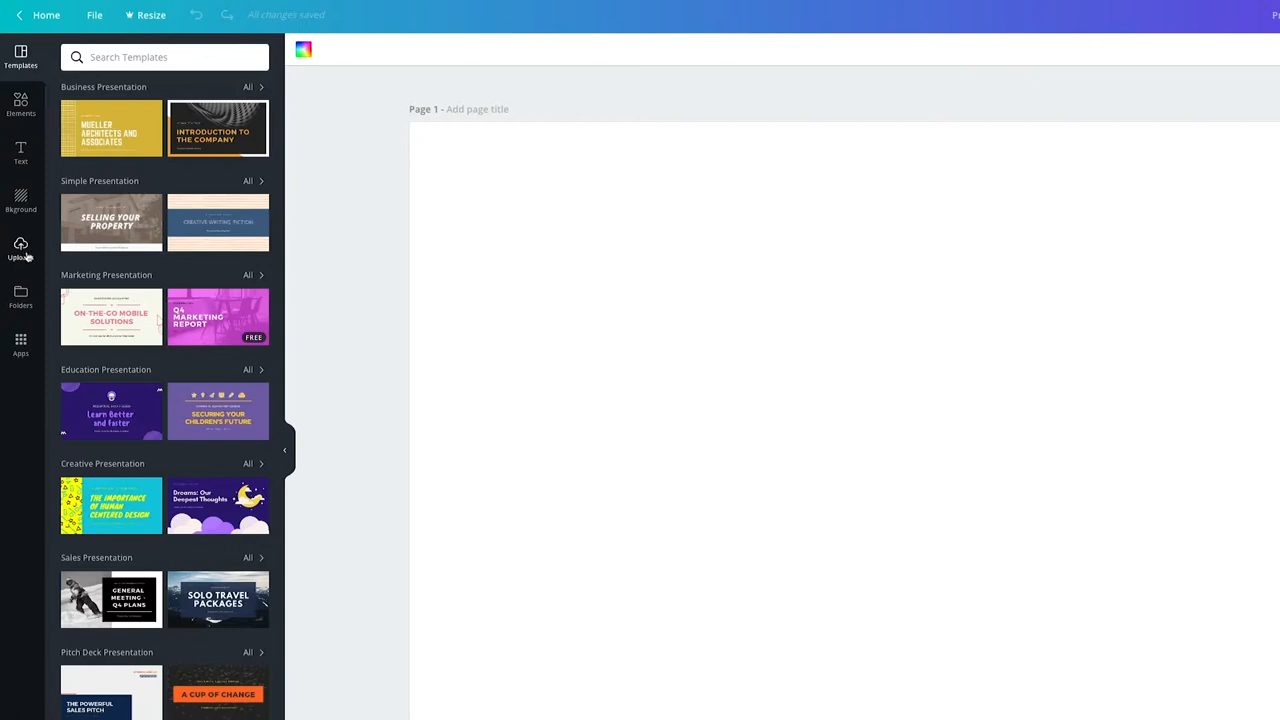 Home File Resize All changes saved
Templates
Search Templates
Elements
Text
Bkground
Uploads
Folders
Apps
Business Presentation All
MUELLER
ARCHITECTS AND
ASSOCIATES
INTRODUCTION TO
THE COMPANY
Simple Presentation All
SELLING YOUR
PROPERTY
CREATIVE WRITING: FICTION
Marketing Presentation All
ON-THE-GO MOBILE
SOLUTIONS
Q4
MARKETING
REPORT
FREE
Education Presentation All
Learn Better
and Faster
SECURING YOUR
CHILDREN'S FUTURE
Creative Presentation All
THE IMPORTANCE
OF HUMAN
CENTERED DESIGN
Dreams: Our
Deepest Thoughts
Sales Presentation All
GENERAL
MEETING -
Q4 PLANS
SOLO TRAVEL
PACKAGES
Pitch Deck Presentation All
THE POWERFUL
SALES PITCH
A CUP OF CHANGE
Page 1 - Add page title